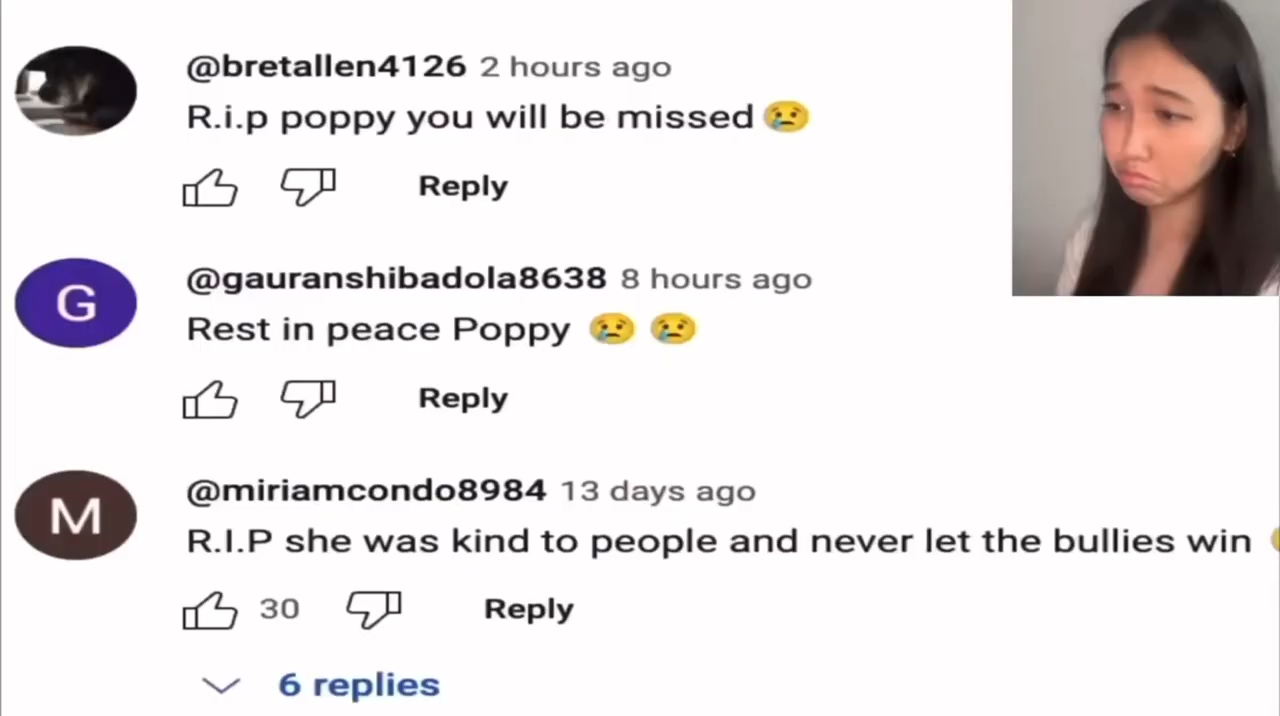 @bretallen4126 2 hours ago
R.i.p poppy you will be missed 😢
Reply
G
@gauranshibadola8638 8 hours ago
Rest in peace Poppy 😢 😢
Reply
M
@miriamcondo8984 13 days ago
R.I.P she was kind to people and never let the bullies win
30 Reply
6 replies